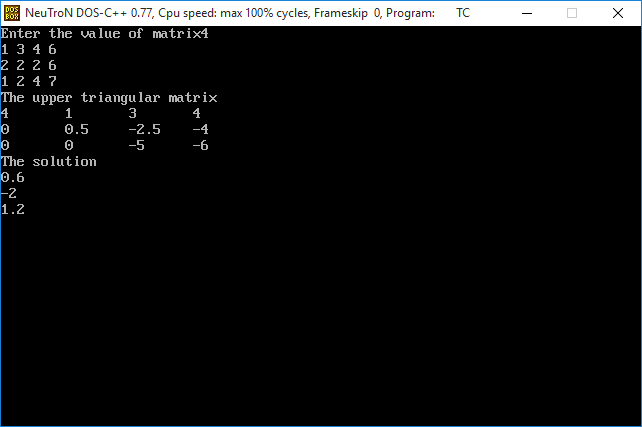 DOS BOX NeuTroN DOS-C++ 0.77, Cpu speed: max 100% cycles, Frameskip 0, Program: TC
Enter the value of matrix4
1 3 4 6
2 2 2 6
1 2 4 7
The upper triangular matrix
4 1 3 4
0 0.5 -2.5 -4
0 0 -5 -6
The solution
0.6
-2
1.2